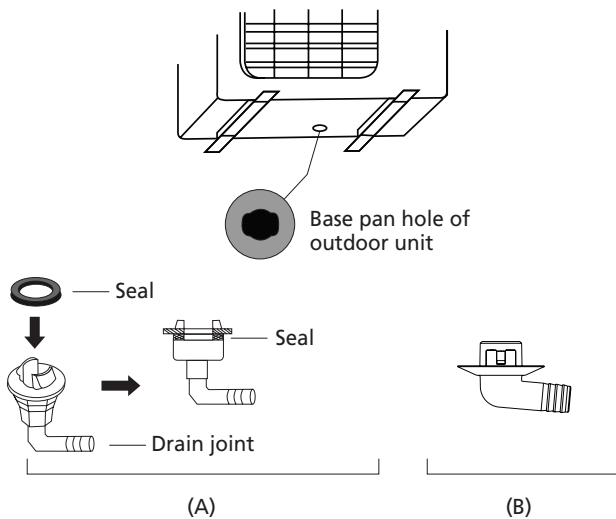 Base pan hole of
outdoor unit
Seal
Seal
Drain joint
(A)
(B)